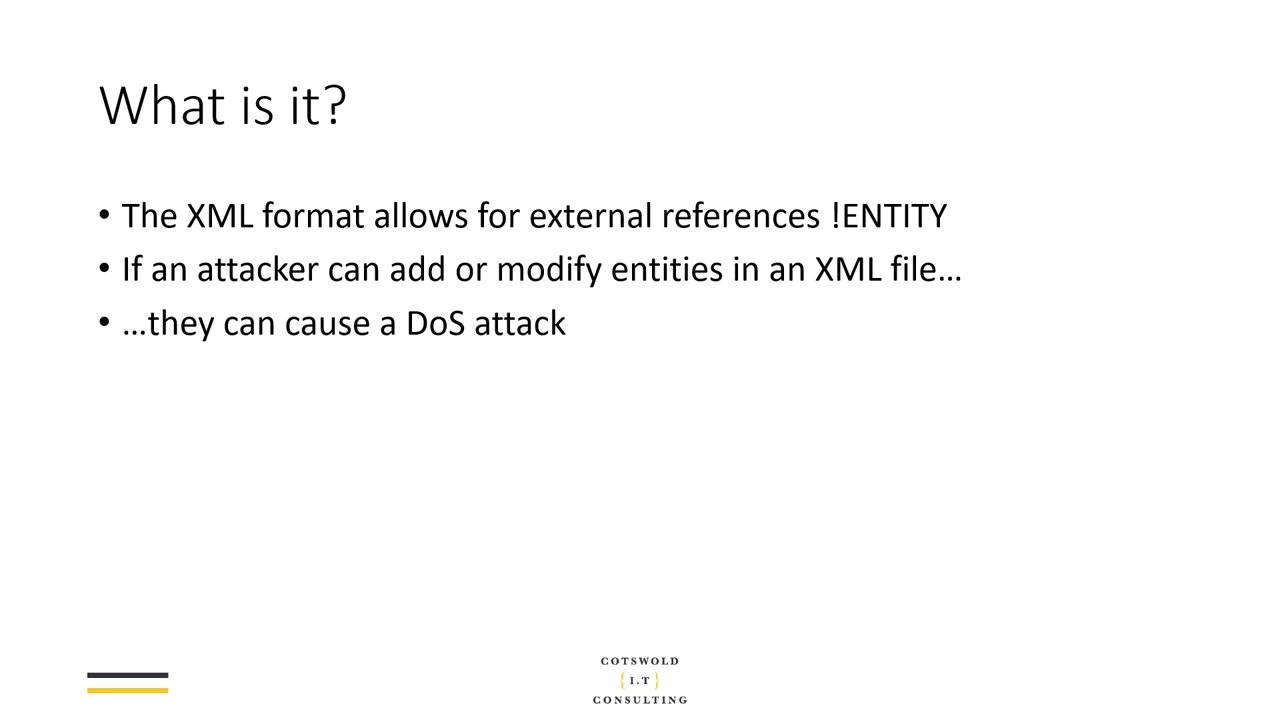 What is it?
• The XML format allows for external references !ENTITY
• If an attacker can add or modify entities in an XML file…
• …they can cause a DoS attack
COTSWOLD
{ I.T }
CONSULTING